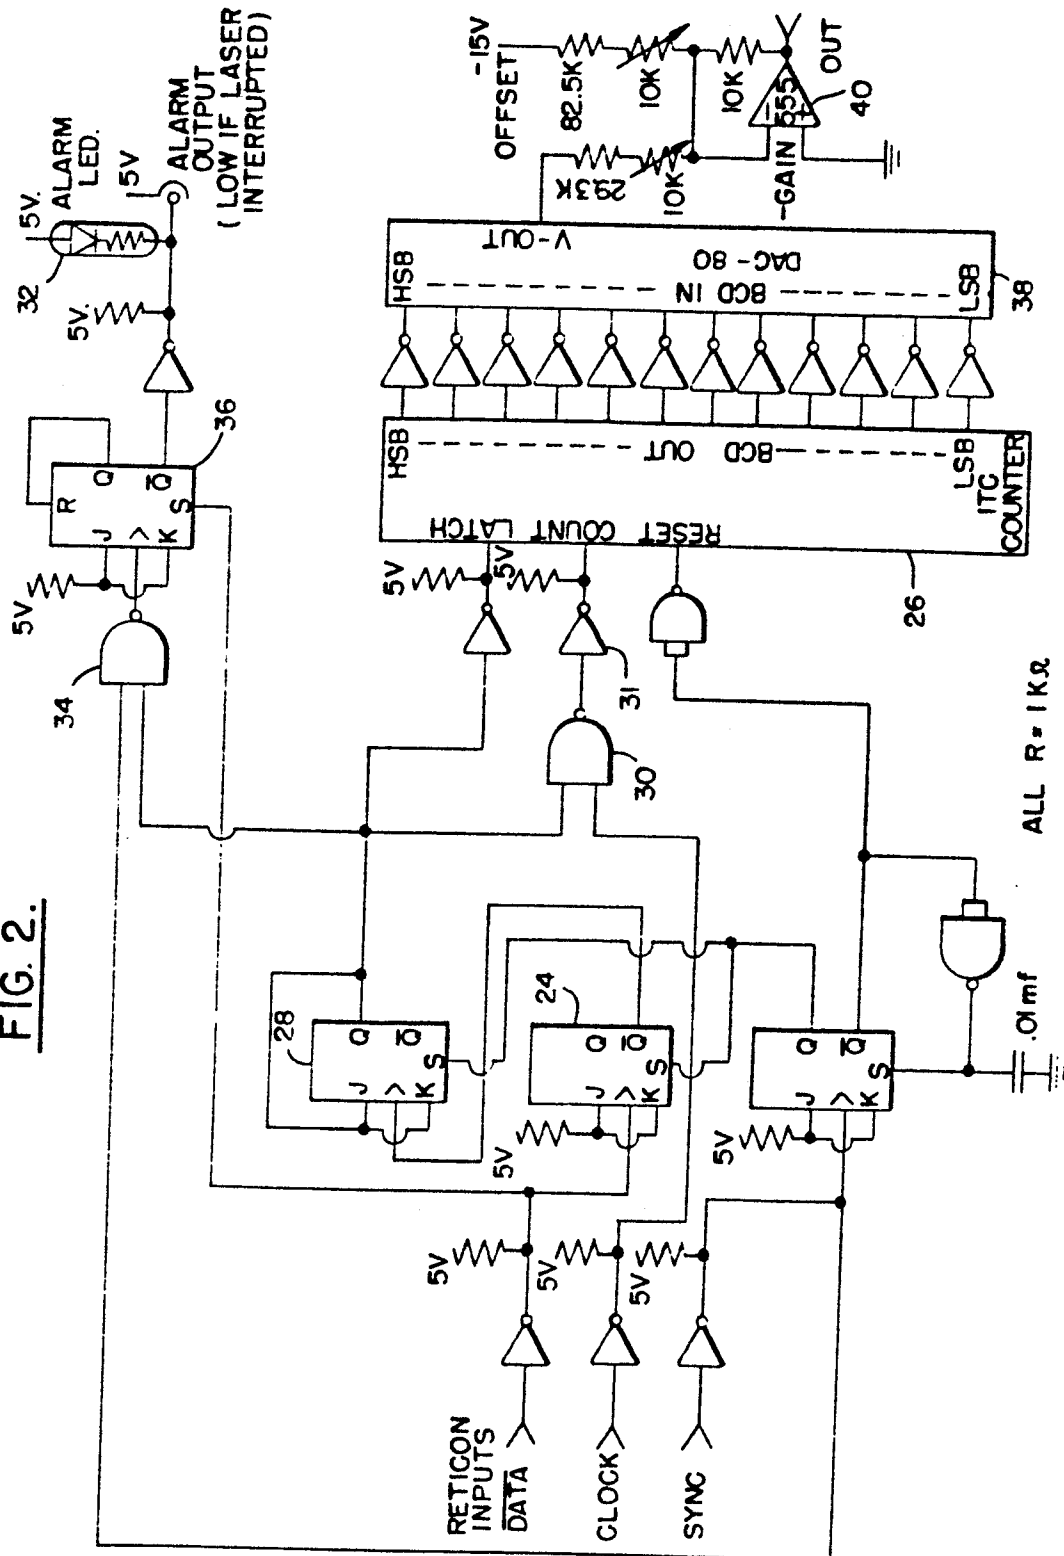 FIG. 2.
5V.
ALARM
LED.
32
5V
ALARM
OUTPUT
(LOW IF LASER
INTERRUPTED)
5V.
36
R
J
Q
>
K
Q̅
S
5V
34
-15V
OFFSET
82.5K
10K
10K
29.3K
10K
-GAIN
555
-
+
OUT
40
V-OUT
DAC-80
HSB
BCD IN
LSB
38
HSB
BCD OUT
LSB
ITC
COUNTER
LATCH
COUNT
RESET
26
5V
5V
31
30
28
J
Q
>
K
Q̅
S
24
J
Q
>
K
Q̅
S
5V
J
Q
>
K
Q̅
S
5V
.01mf
ALL R = 1KΩ
RETICON
INPUTS
D̅A̅T̅A̅
5V
CLOCK
5V
SYNC
5V